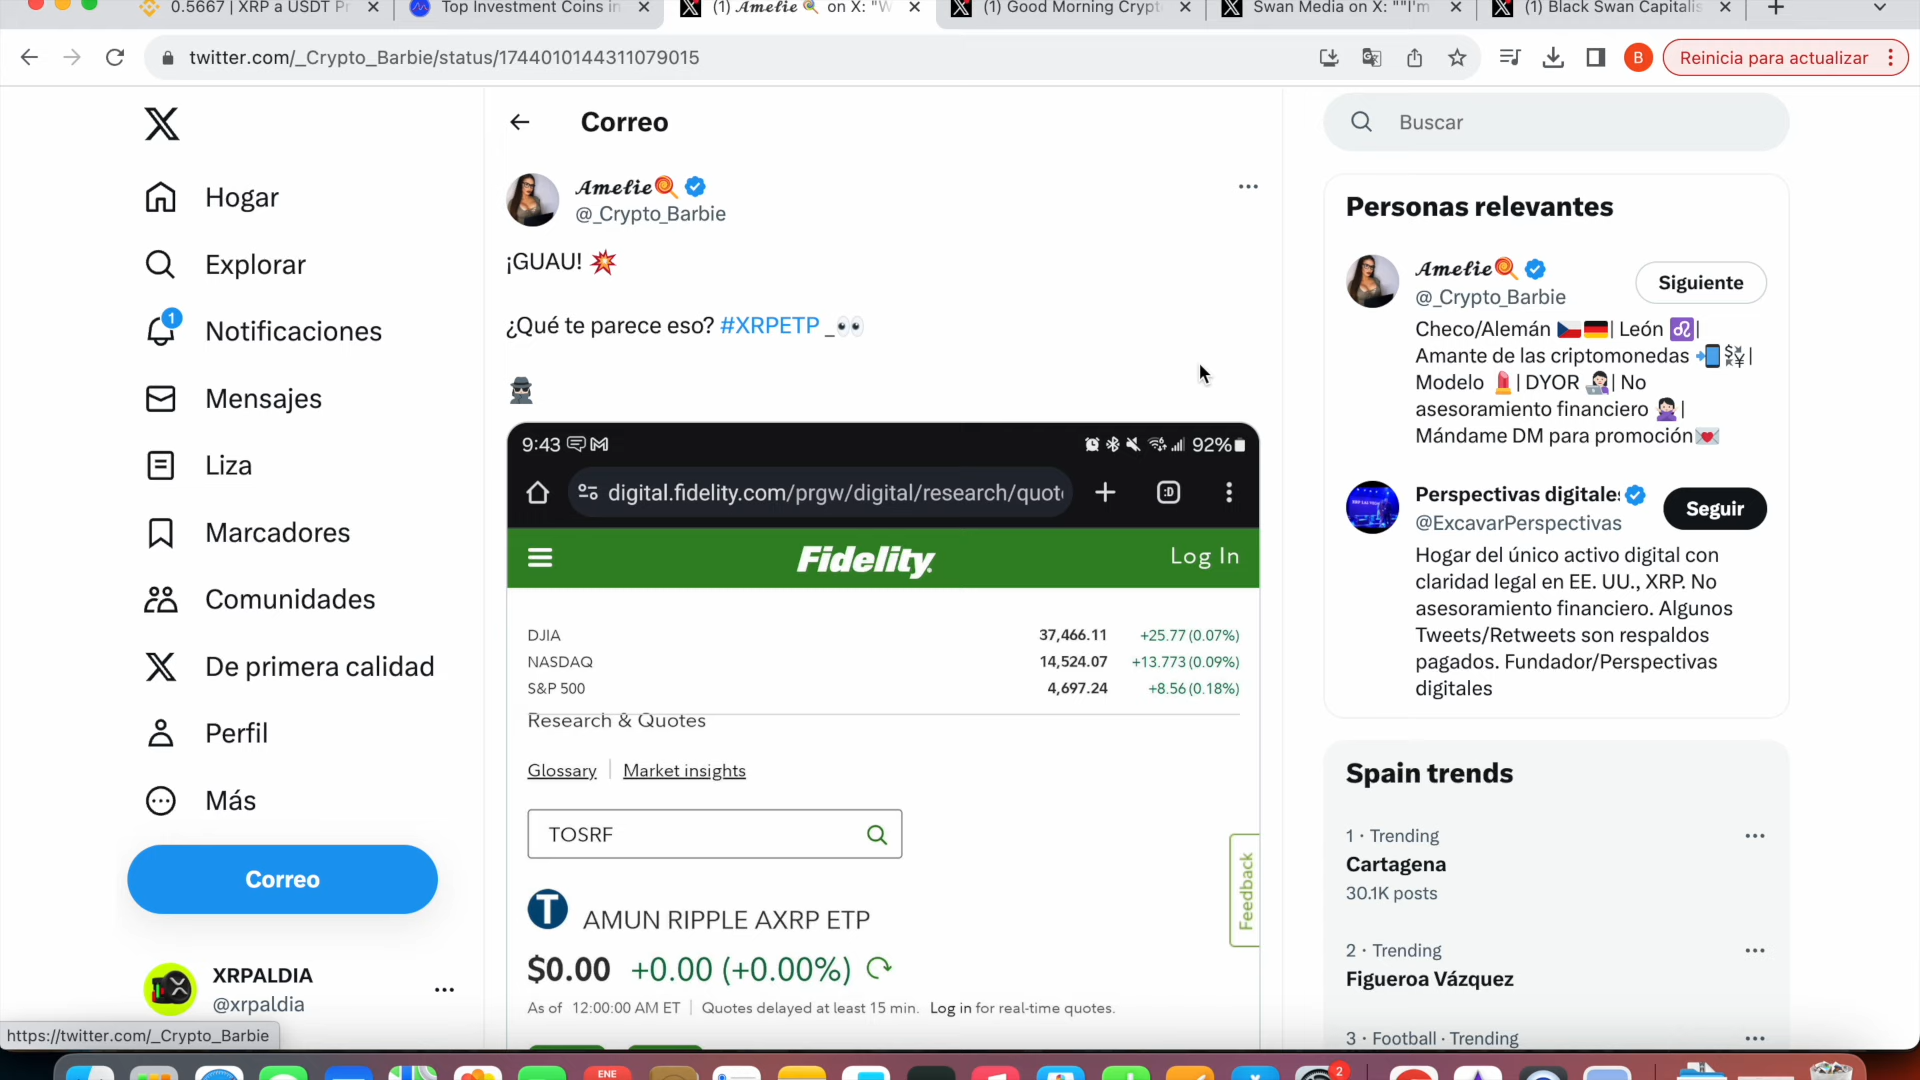 0.5667 | XRP a USDT P
Top Investment Coins in
(1) Amelie on X: "W
(1) Good Morning Crypt
Swan Media on X: ""I'm
(1) Black Swan Capitalis
twitter.com/_Crypto_Barbie/status/1744010144311079015
B
Reinicia para actualizar
Hogar
Explorar
1
Notificaciones
Mensajes
Liza
Marcadores
Comunidades
De primera calidad
Perfil
Más
Correo
XRPALDIA
@xrpaldia
https://twitter.com/_Crypto_Barbie
Correo
Amelie
@_Crypto_Barbie
¡GUAU! 💥
¿Qué te parece eso? #XRPETP _👀
9:43
92%
digital.fidelity.com/prgw/digital/research/quot
:D
Fidelity
Log In
DJIA 37,466.11 +25.77 (0.07%)
NASDAQ 14,524.07 +13.773 (0.09%)
S&P 500 4,697.24 +8.56 (0.18%)
Research & Quotes
Glossary | Market insights
TOSRF
Feedback
T AMUN RIPPLE AXRP ETP
$0.00 +0.00 (+0.00%)
As of 12:00:00 AM ET | Quotes delayed at least 15 min. Log in for real-time quotes.
Buscar
Personas relevantes
Amelie
@_Crypto_Barbie
Siguiente
Checo/Alemán 🇨🇿🇩🇪| León ♌|
Amante de las criptomonedas 📲💱|
Modelo 💄| DYOR 👩🏻‍💻| No
asesoramiento financiero 🙅🏻‍♀️|
Mándame DM para promoción💌
Perspectivas digitales
@ExcavarPerspectivas
Seguir
Hogar del único activo digital con
claridad legal en EE. UU., XRP. No
asesoramiento financiero. Algunos
Tweets/Retweets son respaldos
pagados. Fundador/Perspectivas
digitales
Spain trends
1 · Trending
Cartagena
30.1K posts
2 · Trending
Figueroa Vázquez
3 · Football · Trending
ENE
2